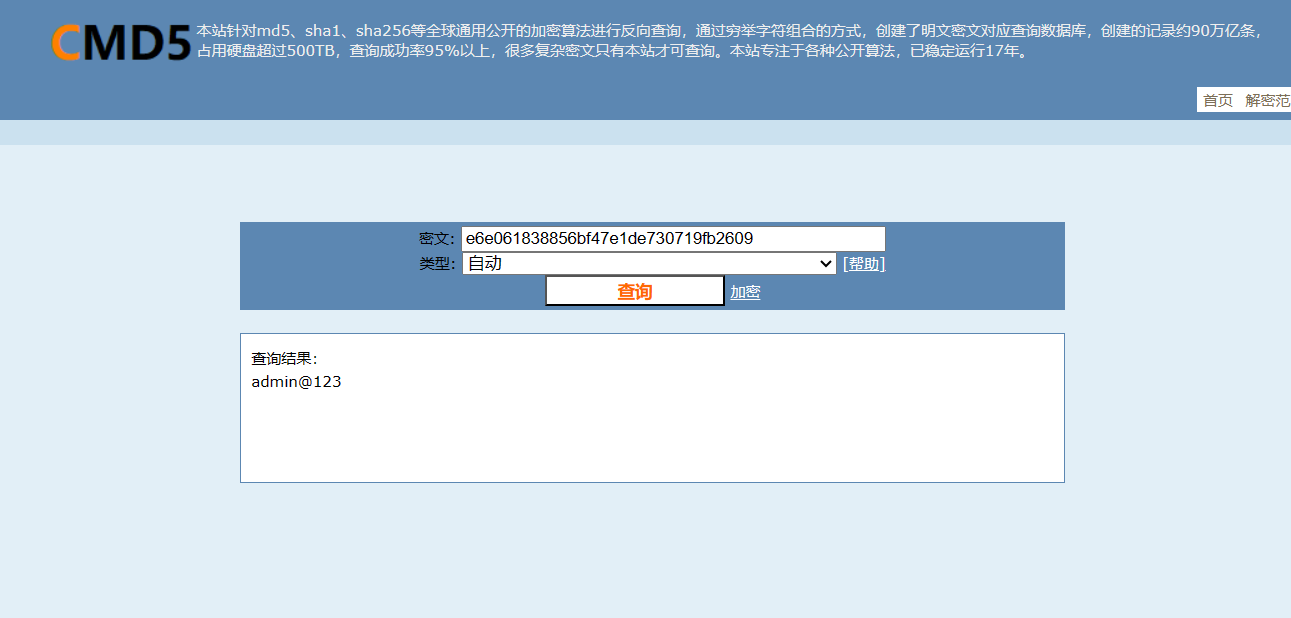 CMD5
本站针对md5、sha1、sha256等全球通用公开的加密算法进行反向查询，通过穷举字符组合的方式，创建了明文密文对应查询数据库，创建的记录约90万亿条，
占用硬盘超过500TB，查询成功率95%以上，很多复杂密文只有本站才可查询。本站专注于各种公开算法，已稳定运行17年。
首页 解密范
密文: e6e061838856bf47e1de730719fb2609
类型: 自动 [帮助]
查询 加密
查询结果:
admin@123